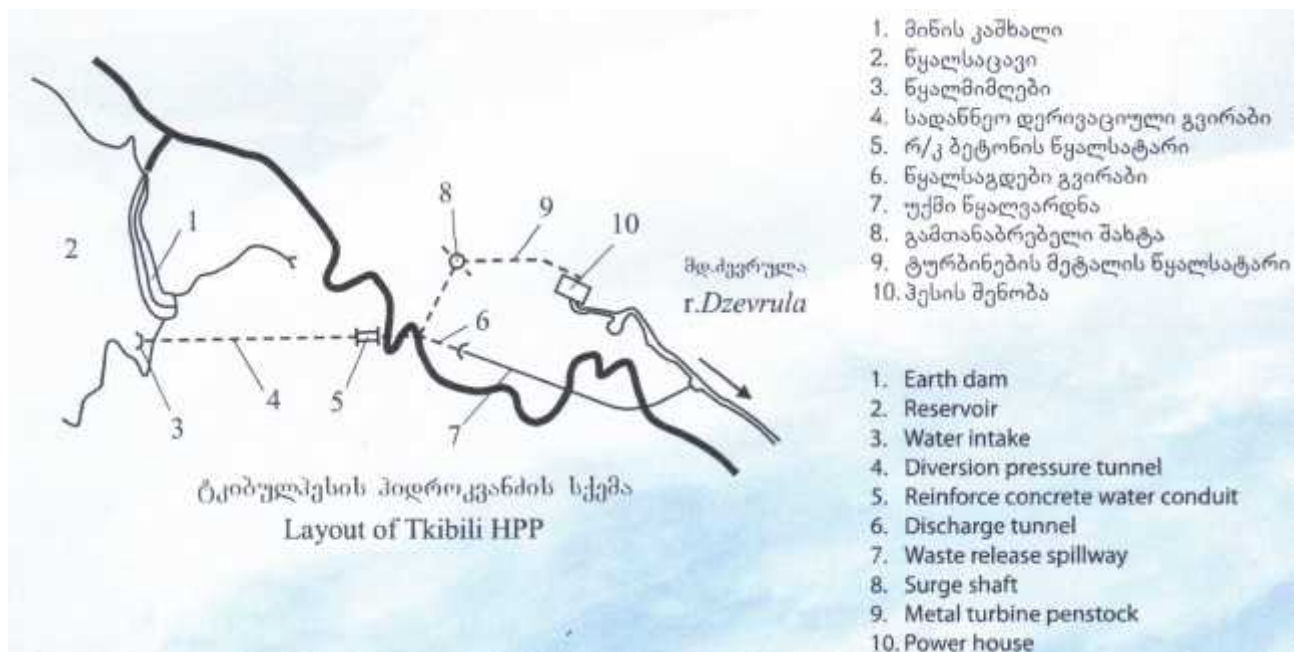 1. მიწის კაშხალი
2. წყალსაცავი
3. წყალმიმღები
4. სადაწნეო დერივაციული გვირაბი
5. რ/კ ბეტონის წყალსატარი
6. წყალსაგდები გვირაბი
7. უქმი წყალვარდნა
8. გამთანაბრებელი შახტა
9. ტურბინების მეტალის წყალსატარი
10. ჰესის შენობა
8
9
10
2
1
მდ.ძევრულა
r.Dzevrula
6
3
4
5
7
ტკიბულჰესის ჰიდროკვანძის სქემა
Layout of Tkibili HPP
1. Earth dam
2. Reservoir
3. Water intake
4. Diversion pressure tunnel
5. Reinforce concrete water conduit
6. Discharge tunnel
7. Waste release spillway
8. Surge shaft
9. Metal turbine penstock
10. Power house